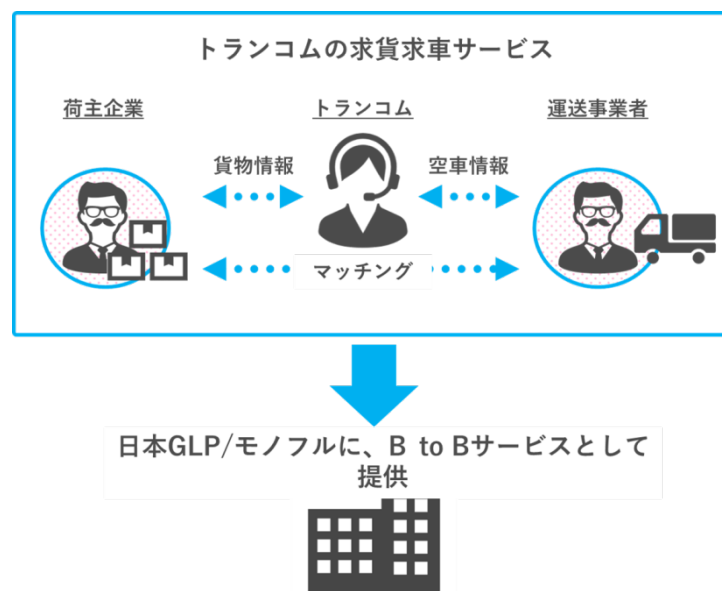 トランコムの求貨求車サービス
荷主企業
トランコム
運送事業者
貨物情報
空車情報
マッチング
日本GLP/モノフルに、B to Bサービスとして
提供